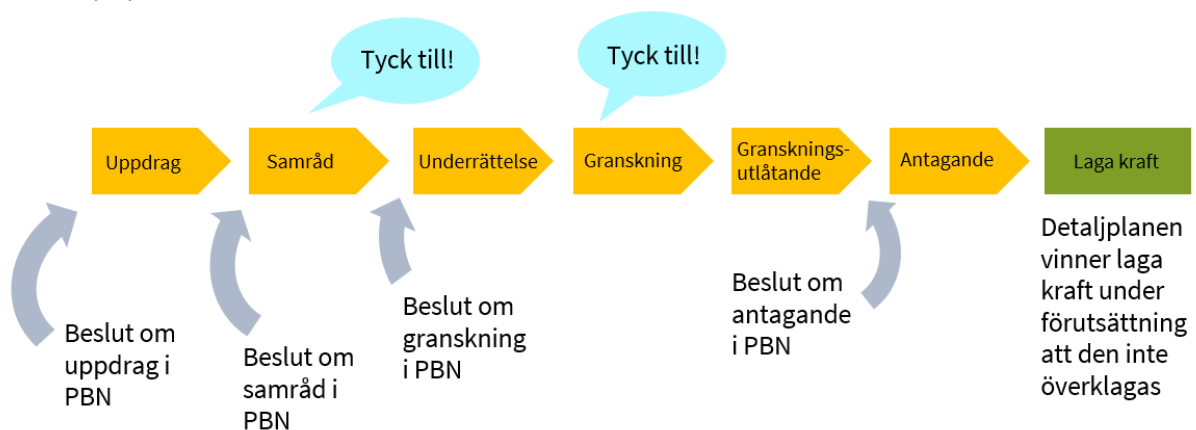 Tyck till!
Tyck till!
Uppdrag
Samråd
Underrättelse
Granskning
Gransknings-
utlåtande
Antagande
Laga kraft
Beslut om
uppdrag i
PBN
Beslut om
samråd i
PBN
Beslut om
granskning
i PBN
Beslut om
antagande
i PBN
Detaljplanen
vinner laga
kraft under
förutsättning
att den inte
överklagas